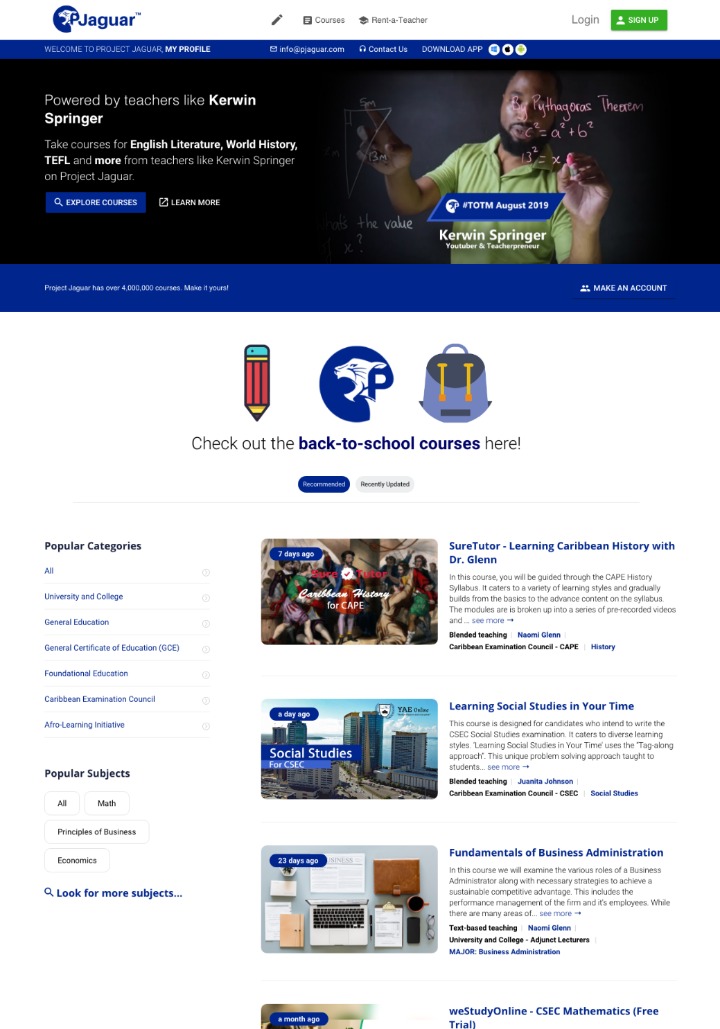 PJaguar™
Courses
Rent-a-Teacher
Login
SIGN UP
WELCOME TO PROJECT JAGUAR, MY PROFILE
info@pjaguar.com
Contact Us
DOWNLOAD APP
Powered by teachers like Kerwin
Springer
Take courses for English Literature, World History,
TEFL and more from teachers like Kerwin Springer
on Project Jaguar.
EXPLORE COURSES
LEARN MORE
5m
13m
By Pythagoras Theorem
c² = a² + b²
13² = x
the value
x?
#TOTM August 2019
Kerwin Springer
Youtuber & Teacherpreneur
Project Jaguar has over 4,000,000 courses. Make it yours!
MAKE AN ACCOUNT
P
Check out the back-to-school courses here!
Recommended
Recently Updated
Popular Categories
All
University and College
General Education
General Certificate of Education (GCE)
Foundational Education
Caribbean Examination Council
Afro-Learning Initiative
Popular Subjects
All
Math
Principles of Business
Economics
Look for more subjects...
7 days ago
Sure Tutor
Caribbean History
for CAPE
SureTutor - Learning Caribbean History with
Dr. Glenn
In this course, you will be guided through the CAPE History
Syllabus. It caters to a variety of learning styles and gradually
builds from the basics to the advance content on the syllabus.
The modules are is broken up into a series of pre-recorded videos
and ... see more →
Blended teaching | Naomi Glenn |
Caribbean Examination Council - CAPE | History
a day ago
YAE Online
Social Studies
For CSEC
Learning Social Studies in Your Time
This course is designed for candidates who intend to write the
CSEC Social Studies examination. It caters to diverse learning
styles. 'Learning Social Studies in Your Time' uses the "Tag-along
approach". This unique problem solving approach taught to
students... see more →
Blended teaching | Juanita Johnson |
Caribbean Examination Council - CSEC | Social Studies
23 days ago
BUSINESS
Fundamentals of Business Administration
In this course we will examine the various roles of a Business
Administrator along with necessary strategies to achieve a
sustainable competitive advantage. This includes the
performance management of the firm and it's employees. While
there are many areas of... see more →
Text-based teaching | Naomi Glenn |
University and College - Adjunct Lecturers |
MAJOR: Business Administration
a month ago
weStudyOnline - CSEC Mathematics (Free
Trial)